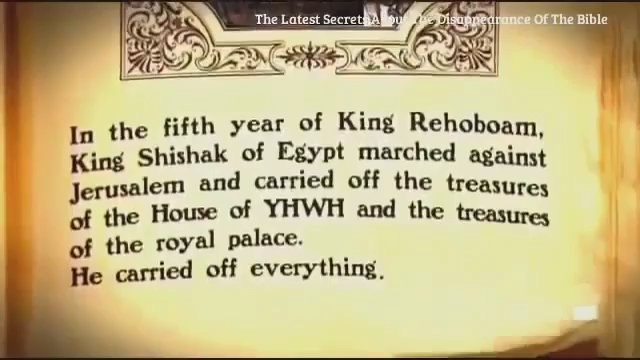 The Latest Secrets About The Disappearance Of The Bible
In the fifth year of King Rehoboam,
King Shishak of Egypt marched against
Jerusalem and carried off the treasures
of the House of YHWH and the treasures
of the royal palace.
He carried off everything.